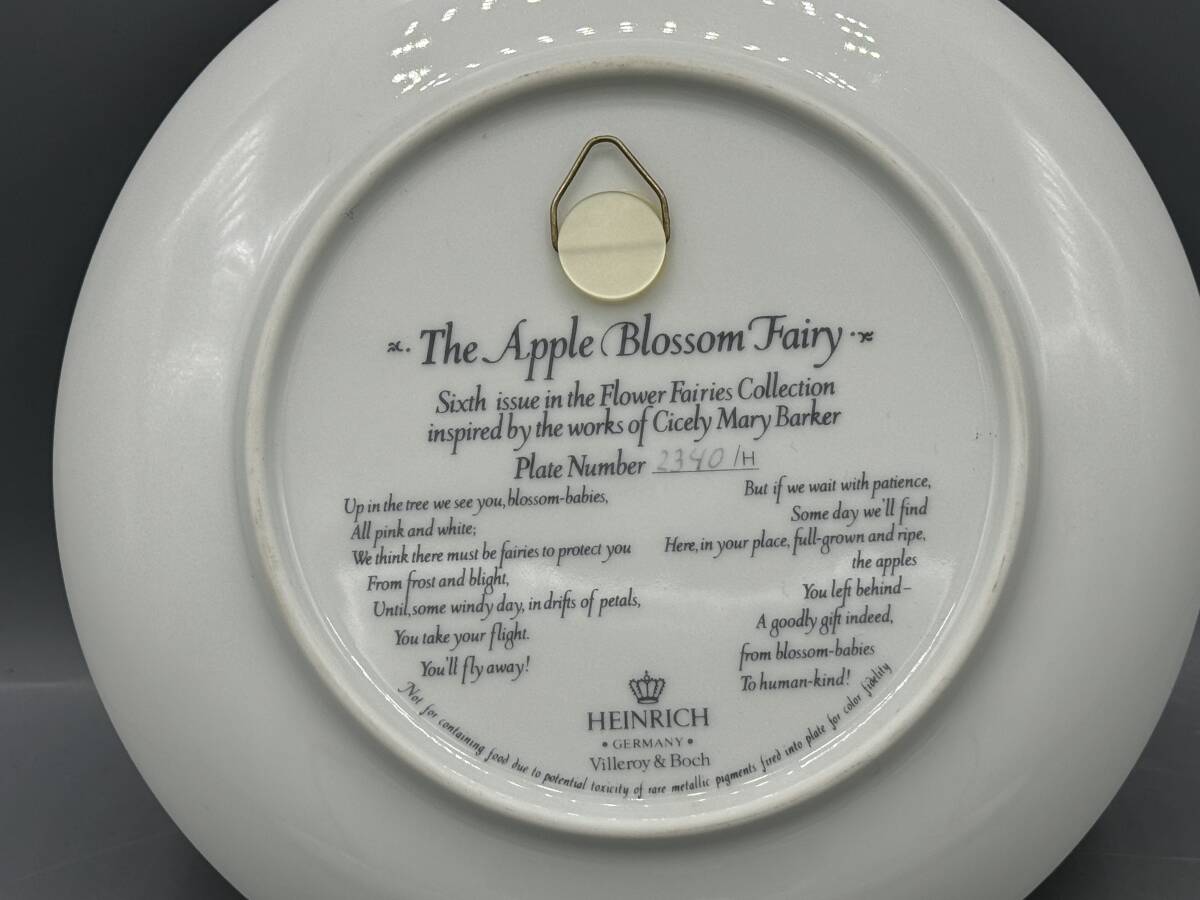 The Apple Blossom Fairy
Sixth issue in the Flower Fairies Collection
inspired by the works of Cicely Mary Barker
Plate Number 2340/H
Up in the tree we see you, blossom-babies,
All pink and white;
We think there must be fairies to protect you
From frost and blight,
Until, some windy day, in drifts of petals,
You take your flight.
You'll fly away!
But if we wait with patience,
Some day we'll find
Here, in your place, full-grown and ripe,
the apples
You left behind–
A goodly gift indeed,
from blossom-babies
To human-kind!
HEINRICH
• GERMANY •
Villeroy & Boch
Not for containing food due to potential toxicity of rare metallic pigments fired into plate for color fidelity